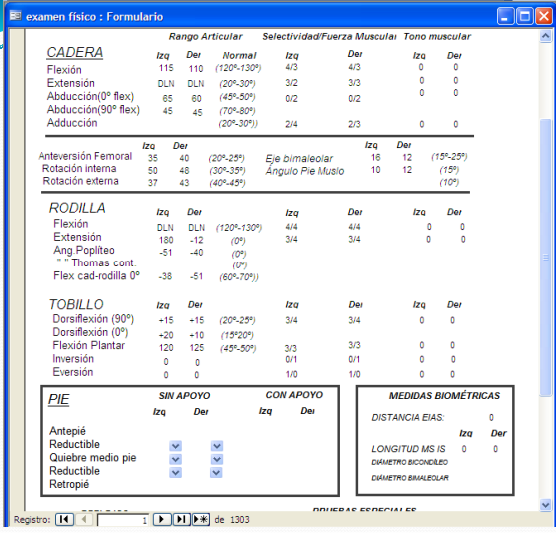 examen físico : Formulario
Rango Articular Selectividad/Fuerza Muscular Tono muscular
CADERA Izq Der Normal Izq Der Izq Der
Flexión 115 110 (120º-130º) 4/3 4/3 0 0
Extensión DLN DLN (20º-30º) 3/2 3/3 0 0
Abducción(0º flex) 65 60 (45º-50º) 0/2 0/2 0 0
Abducción(90º flex) 45 45 (70º-80º)
Adducción (20º-30º)) 2/4 2/3 0 0
Izq Der Izq Der
Anteversión Femoral 35 40 (20º-25º) Eje bimaleolar 16 12 (15º-25º)
Rotación interna 50 48 (30º-35º) Ángulo Pie Muslo 10 12 (15º)
Rotación externa 37 43 (40º-45º) (10º)
RODILLA Izq Der Izq Der Izq Der
Flexión DLN DLN (120º-130º) 4/4 4/4 0 0
Extensión 180 -12 (0º) 3/4 3/4 0 0
Ang.Poplíteo -51 -40 (0º)
" " Thomas cont. (0º)
Flex cad-rodilla 0º -38 -51 (60º-70º))
TOBILLO Izq Der Izq Der Izq Der
Dorsiflexión (90º) +15 +15 (20º-25º) 3/4 3/4 0 0
Dorsiflexión (0º) +20 +10 (15º20º)
Flexión Plantar 120 125 (45º-50º) 3/3 3/3 0 0
Inversión 0 0 0/1 0/1 0 0
Eversión 0 0 1/0 1/0 0 0
PIE SIN APOYO CON APOYO
Izq Der Izq Der
Antepié
Reductible
Quiebre medio pie
Reductible
Retropié
MEDIDAS BIOMÉTRICAS
DISTANCIA EIAS: 0
Izq Der
LONGITUD MS IS 0 0
DIÁMETRO BICONDÍLEO
DIÁMETRO BIMALEOLAR
PRUEBAS ESPECIALES
Registro: 1 de 1303